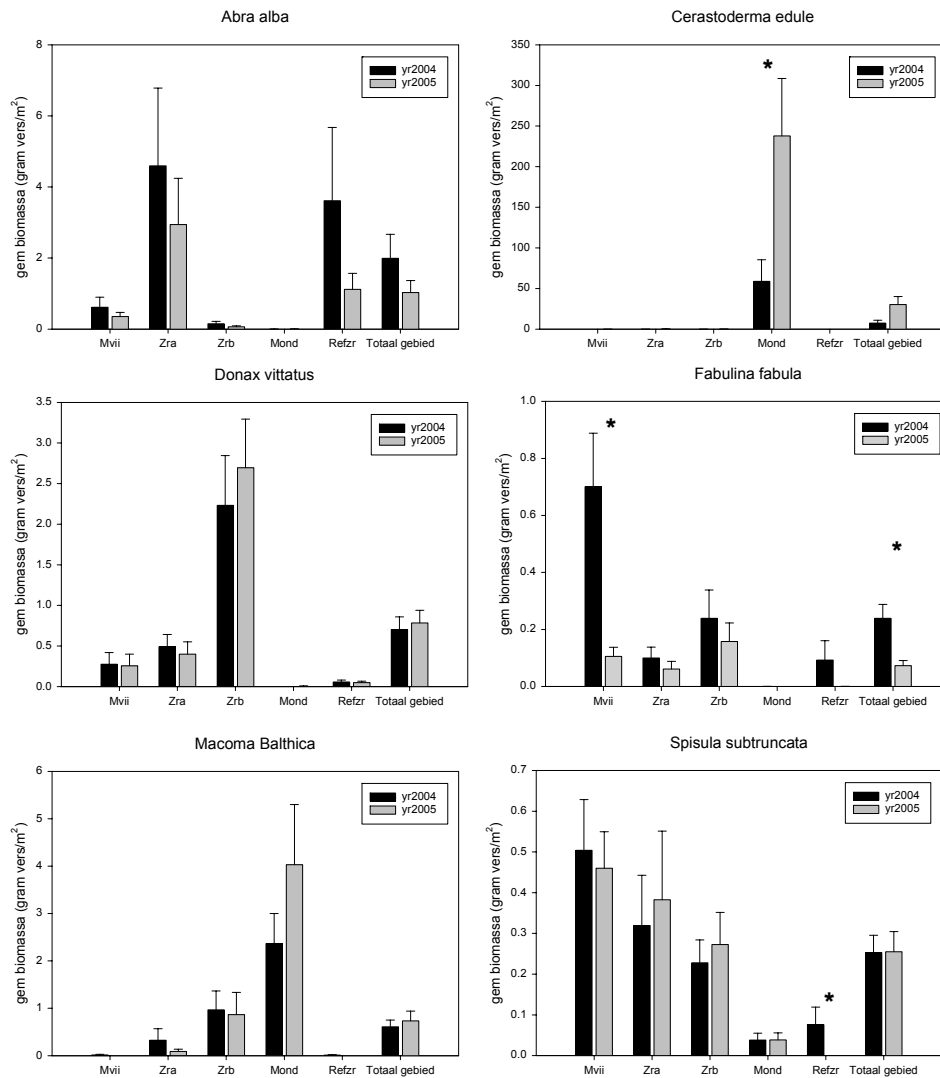 Abra alba
gem biomassa (gram vers/m²)
8
6
4
2
0
yr2004
yr2005
Mvii Zra Zrb Mond Refzr Totaal gebied
Cerastoderma edule
gem biomassa (gram vers/m²)
350
300
250
200
150
100
50
0
*
yr2004
yr2005
Mvii Zra Zrb Mond Refzr Totaal gebied
Donax vittatus
gem biomassa (gram vers/m²)
3.5
3.0
2.5
2.0
1.5
1.0
0.5
0.0
yr2004
yr2005
Mvii Zra Zrb Mond Refzr Totaal gebied
Fabulina fabula
gem biomassa (gram vers/m²)
1.0
0.8
0.6
0.4
0.2
0.0
*
*
yr2004
yr2005
Mvii Zra Zrb Mond Refzr Totaal gebied
Macoma Balthica
gem biomassa (gram vers/m²)
6
5
4
3
2
1
0
yr2004
yr2005
Mvii Zra Zrb Mond Refzr Totaal gebied
Spisula subtruncata
gem biomassa (gram vers/m²)
0.7
0.6
0.5
0.4
0.3
0.2
0.1
0.0
*
yr2004
yr2005
Mvii Zra Zrb Mond Refzr Totaal gebied